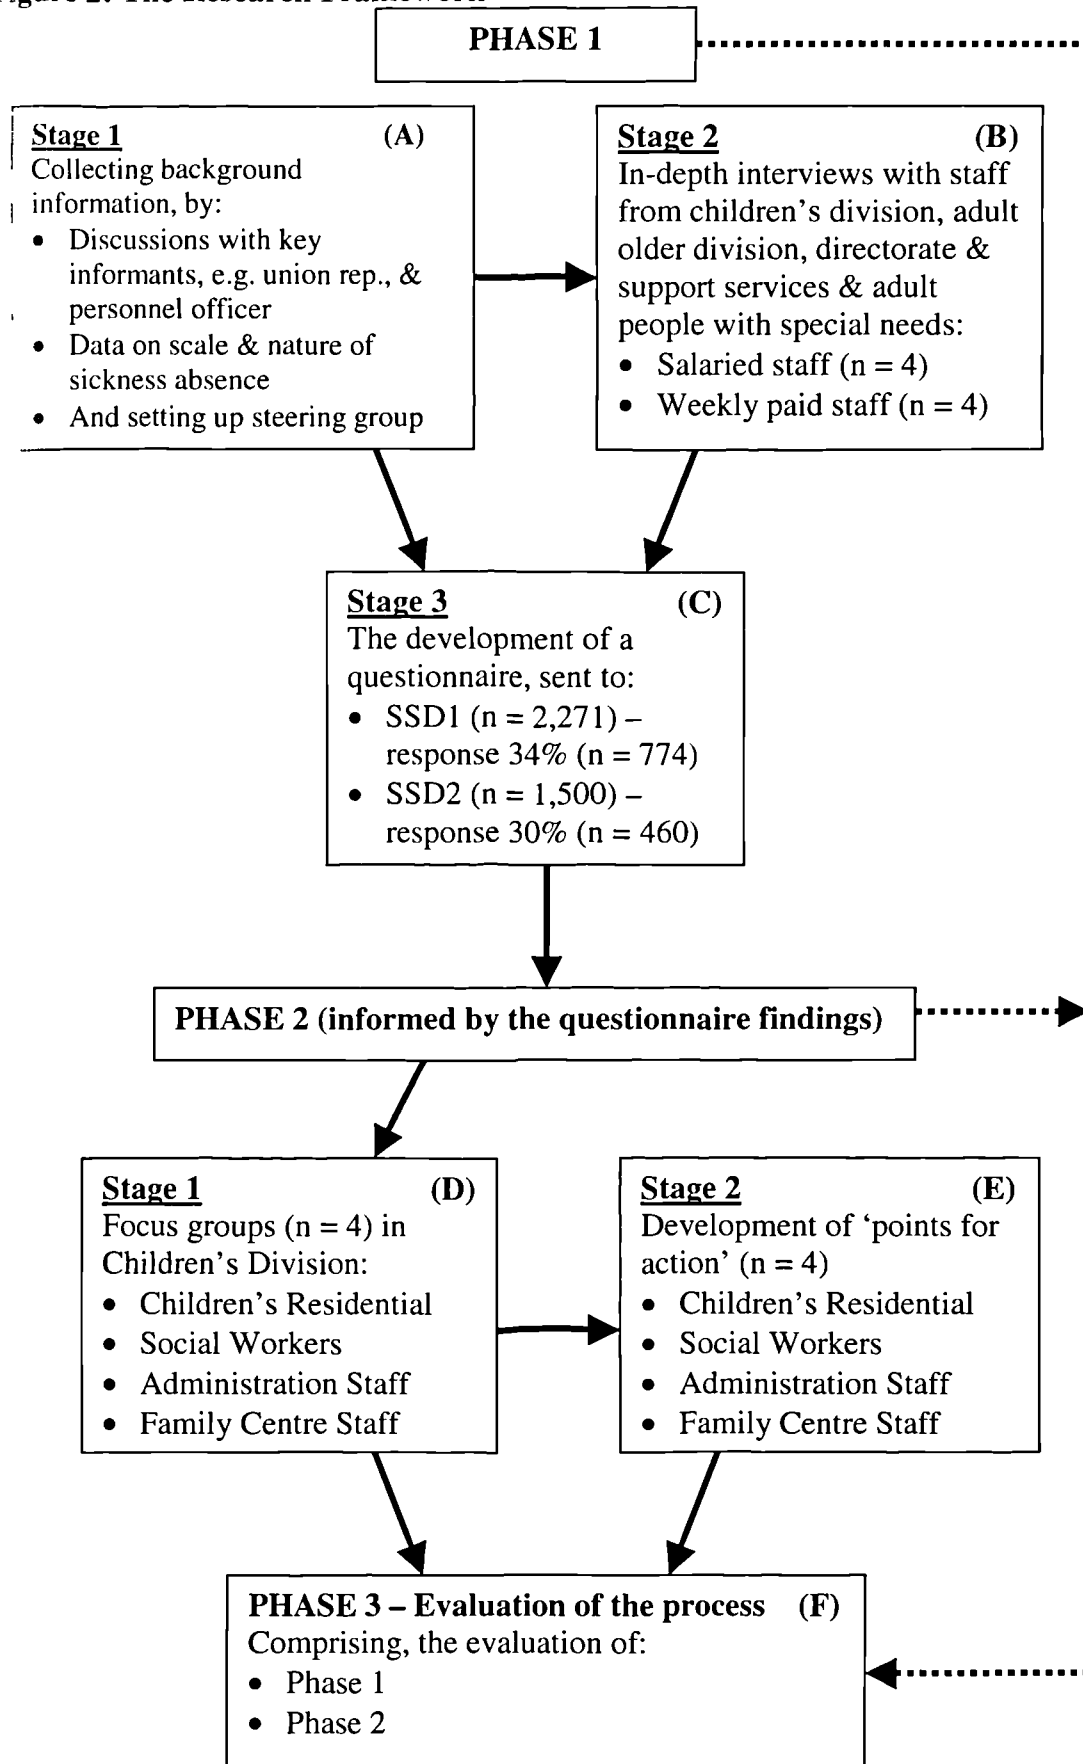 Figure 2: The Research Framework
PHASE 1
Stage 1 (A)
Collecting background
information, by:
• Discussions with key
informants, e.g. union rep., &
personnel officer
• Data on scale & nature of
sickness absence
• And setting up steering group
Stage 2 (B)
In-depth interviews with staff
from children's division, adult
older division, directorate &
support services & adult
people with special needs:
• Salaried staff (n = 4)
• Weekly paid staff (n = 4)
Stage 3 (C)
The development of a
questionnaire, sent to:
• SSD1 (n = 2,271) –
response 34% (n = 774)
• SSD2 (n = 1,500) –
response 30% (n = 460)
PHASE 2 (informed by the questionnaire findings)
Stage 1 (D)
Focus groups (n = 4) in
Children's Division:
• Children's Residential
• Social Workers
• Administration Staff
• Family Centre Staff
Stage 2 (E)
Development of ‘points for
action’ (n = 4)
• Children's Residential
• Social Workers
• Administration Staff
• Family Centre Staff
PHASE 3 – Evaluation of the process (F)
Comprising, the evaluation of:
• Phase 1
• Phase 2